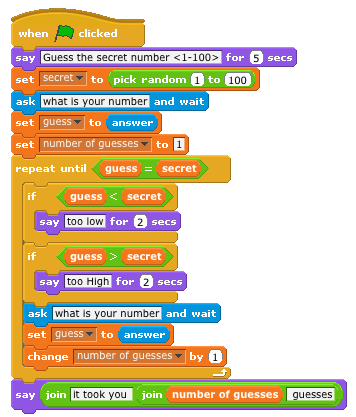 when clicked
say Guess the secret number <1-100> for 5 secs
set secret to pick random 1 to 100
ask what is your number and wait
set guess to answer
set number of guesses to 1
repeat until guess = secret
if guess < secret
say too low for 2 secs
if guess > secret
say too High for 2 secs
ask what is your number and wait
set guess to answer
change number of guesses by 1
say join it took you join number of guesses guesses